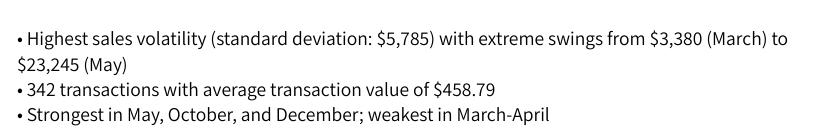 • Highest sales volatility (standard deviation: $5,785) with extreme swings from $3,380 (March) to
$23,245 (May)
• 342 transactions with average transaction value of $458.79
• Strongest in May, October, and December; weakest in March-April